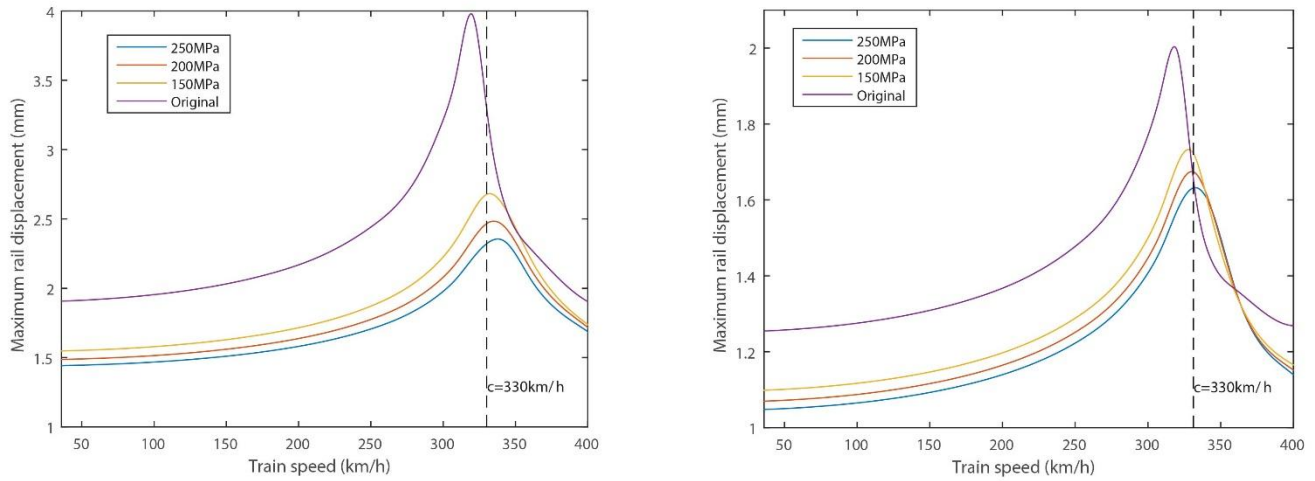 4
3.5
3
2.5
2
1.5
1
Maximum rail displacement (mm)
250MPa
200MPa
150MPa
Original
c=330km/h
50 100 150 200 250 300 350 400
Train speed (km/h)
2
1.8
1.6
1.4
1.2
1
Maximum rail displacement (mm)
250MPa
200MPa
150MPa
Original
c=330km/h
50 100 150 200 250 300 350 400
Train speed (km/h)